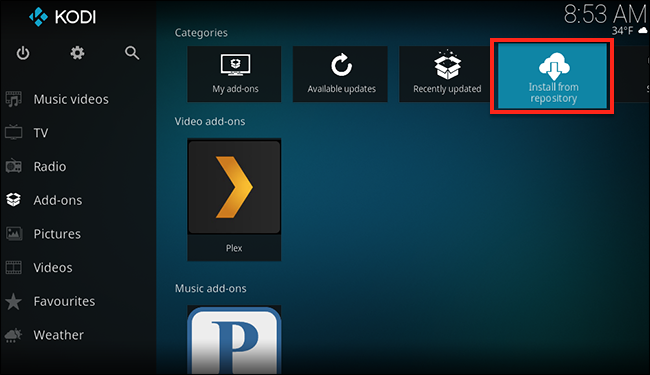 KODI
8:53 AM
34°F
Categories
My add-ons
Available updates
Recently updated
Install from
repository
Music videos
TV
Radio
Add-ons
Pictures
Videos
Favourites
Weather
Video add-ons
Plex
Music add-ons
P